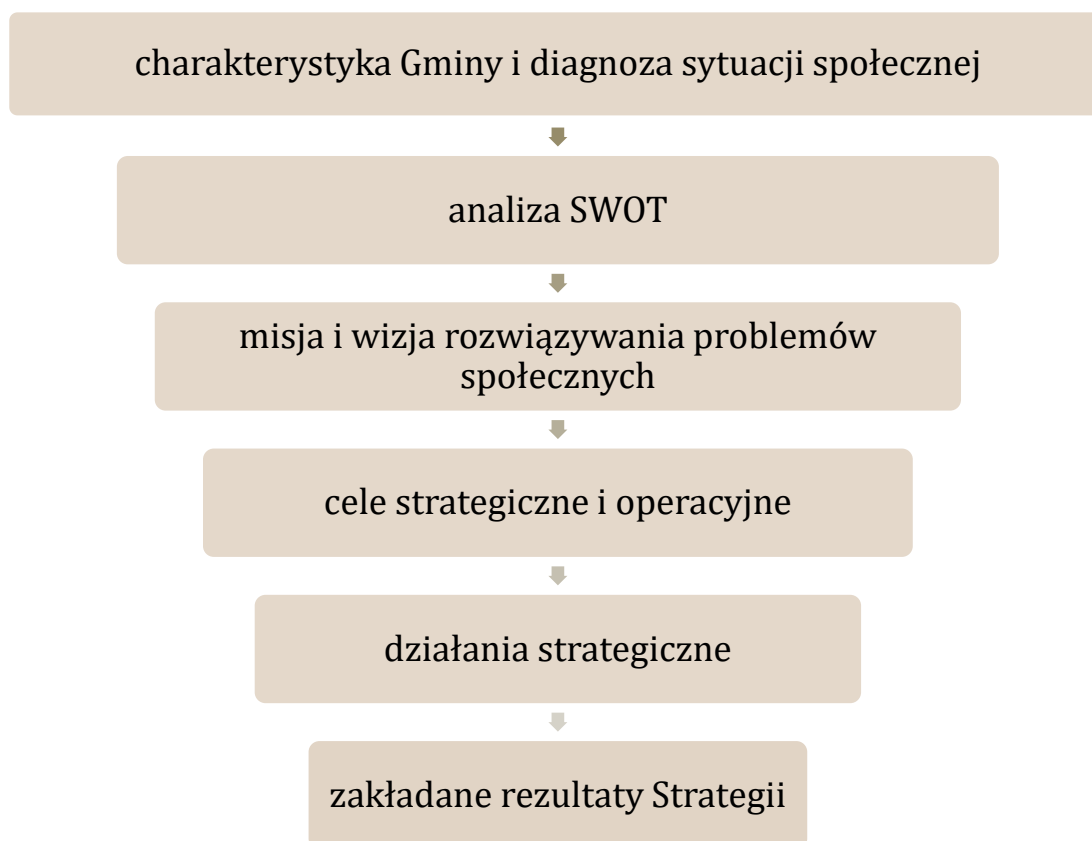 charakterystyka Gminy i diagnoza sytuacji społecznej
analiza SWOT
misja i wizja rozwiązywania problemów
społecznych
cele strategiczne i operacyjne
działania strategiczne
zakładane rezultaty Strategii